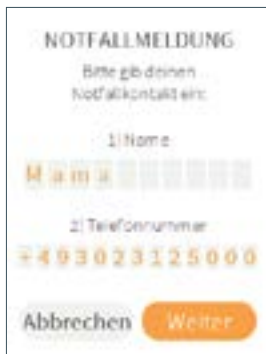 NOTFALLMELDUNG
Bitte gib deinen
Notfallkontakt ein:
1) Name
Mama
2) Telefonnummer
+493023125000
Abbrechen Weiter